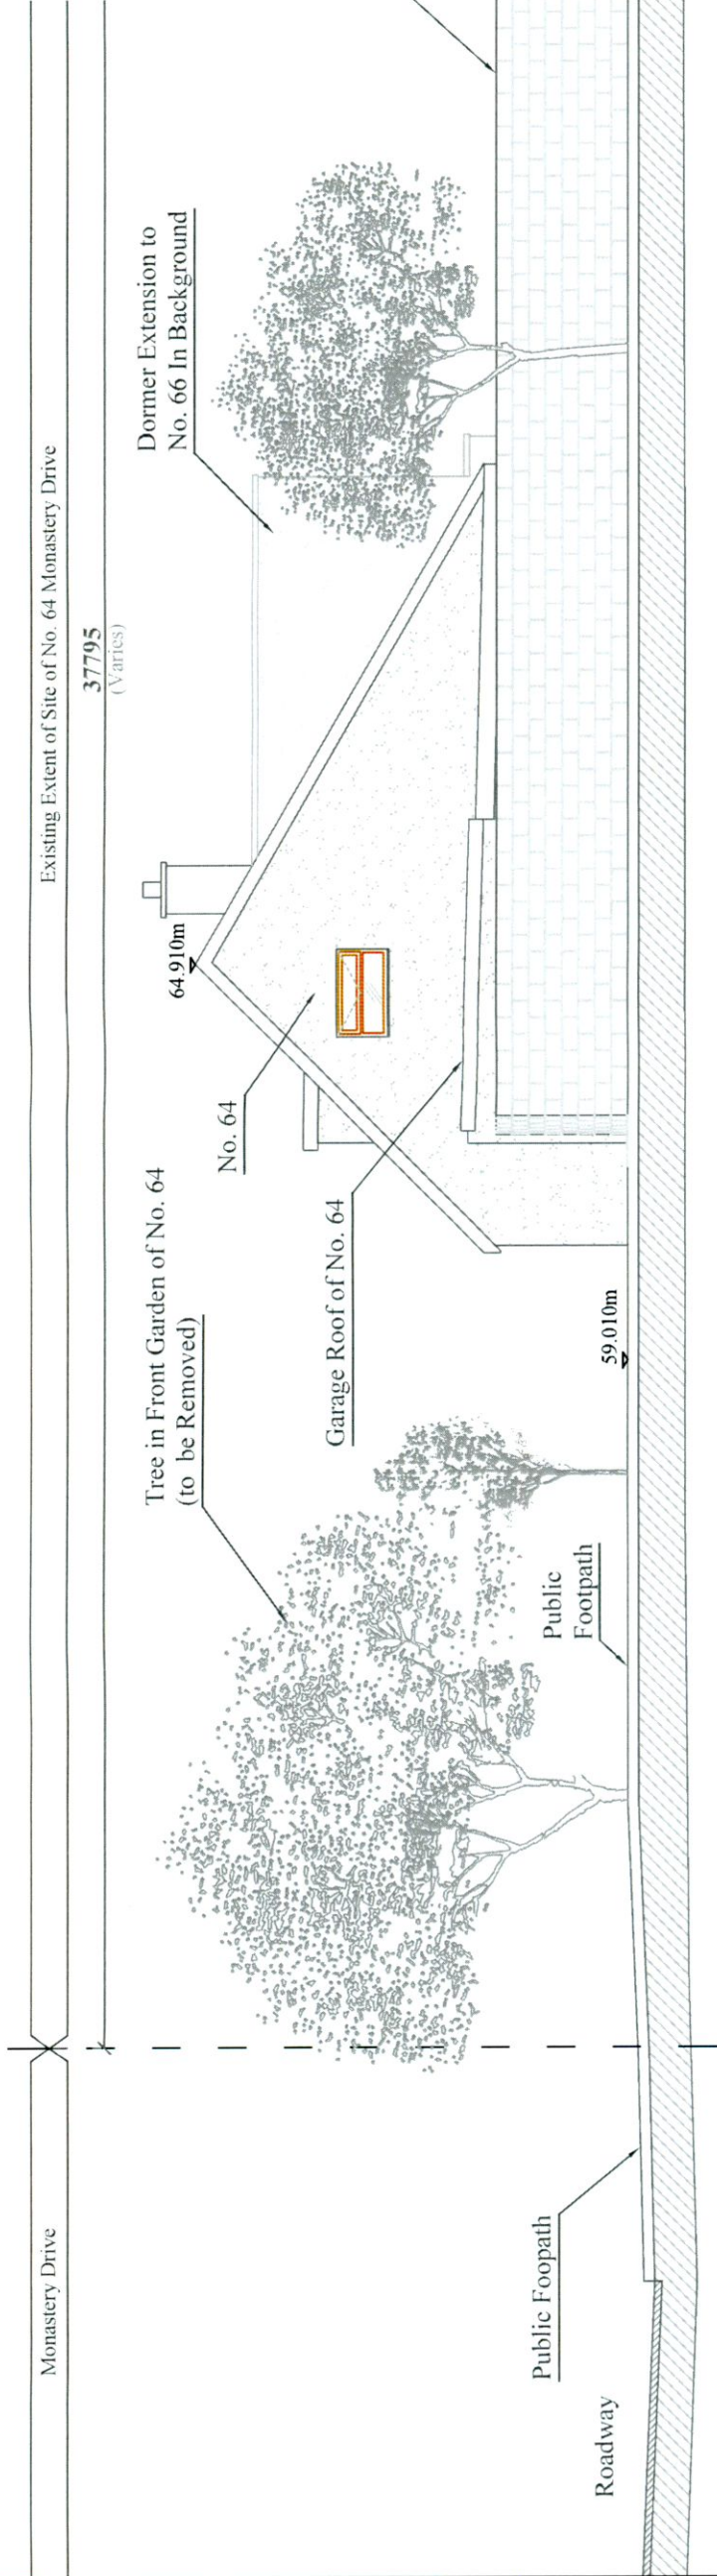 Monastery Drive
Existing Extent of Site of No. 64 Monastery Drive
37795
(Varies)
Roadway
Public Foopath
Public
Footpath
Tree in Front Garden of No. 64
(to be Removed)
59.010m
Garage Roof of No. 64
No. 64
64.910m
Dormer Extension to
No. 66 In Background